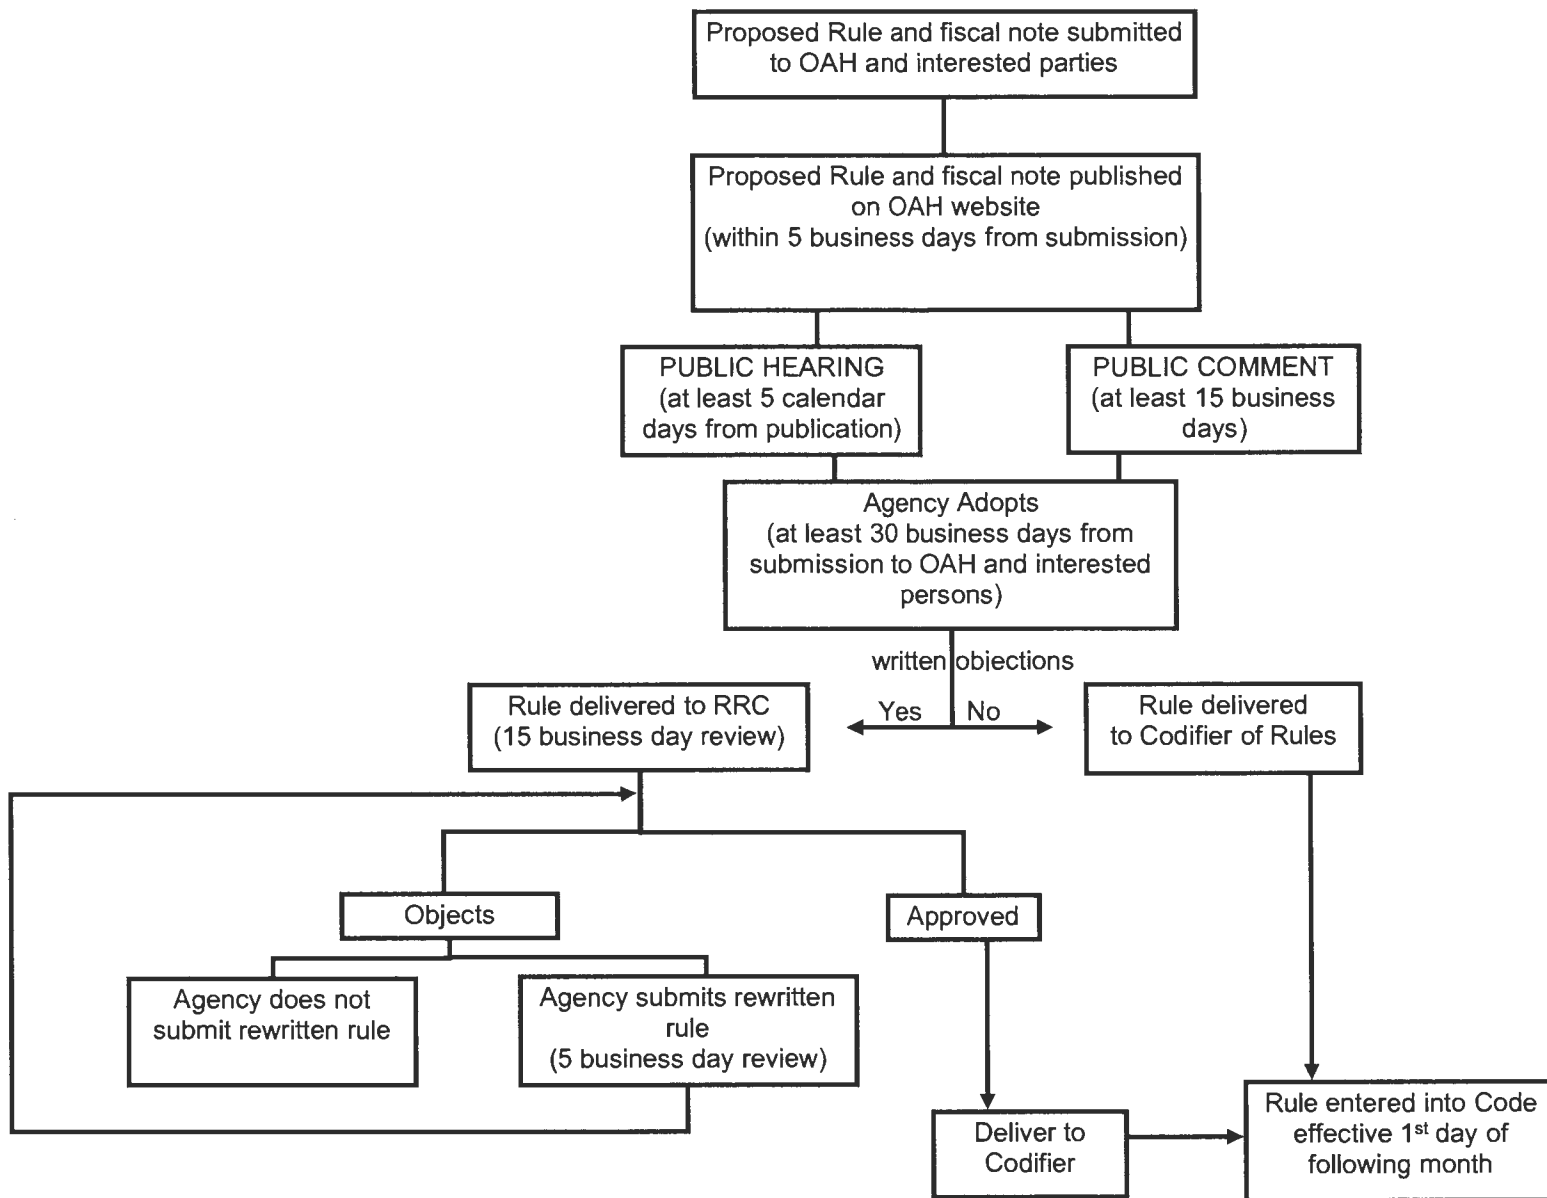 Proposed Rule and fiscal note submitted
to OAH and interested parties
Proposed Rule and fiscal note published
on OAH website
(within 5 business days from submission)
PUBLIC HEARING
(at least 5 calendar
days from publication)
PUBLIC COMMENT
(at least 15 business
days)
Agency Adopts
(at least 30 business days from
submission to OAH and interested
persons)
written objections
Yes No
Rule delivered to RRC
(15 business day review)
Rule delivered
to Codifier of Rules
Objects
Approved
Agency does not
submit rewritten rule
Agency submits rewritten
rule
(5 business day review)
Deliver to
Codifier
Rule entered into Code
effective 1st day of
following month